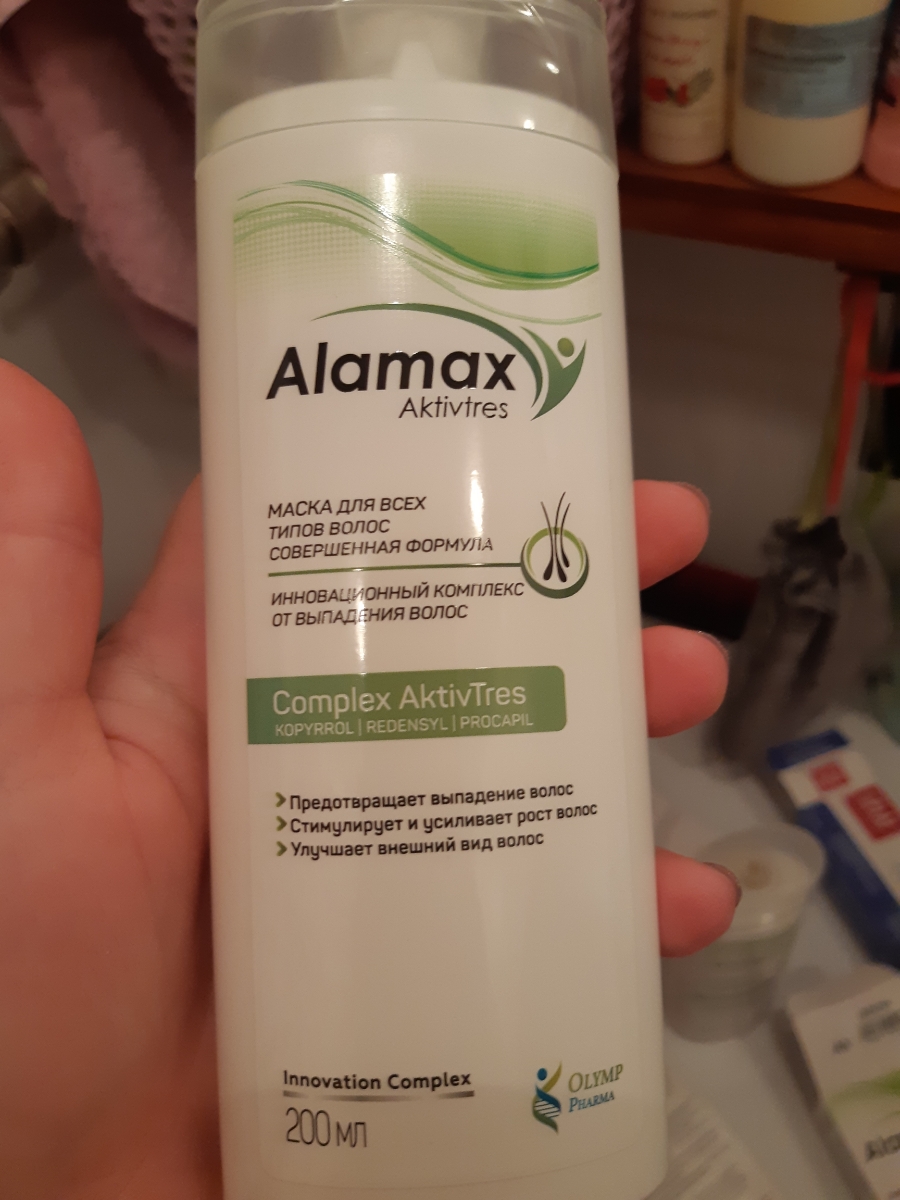 Alamax
Aktivtres
МАСКА ДЛЯ ВСЕХ
ТИПОВ ВОЛОС
СОВЕРШЕННАЯ ФОРМУЛА
ИННОВАЦИОННЫЙ КОМПЛЕКС
ОТ ВЫПАДЕНИЯ ВОЛОС
Complex AktivTres
KOPYRROL | REDENSYL | PROCAPIL
Предотвращает выпадение волос
Стимулирует и усиливает рост волос
Улучшает внешний вид волос
Innovation Complex
200 мл
OLYMP
PHARMA